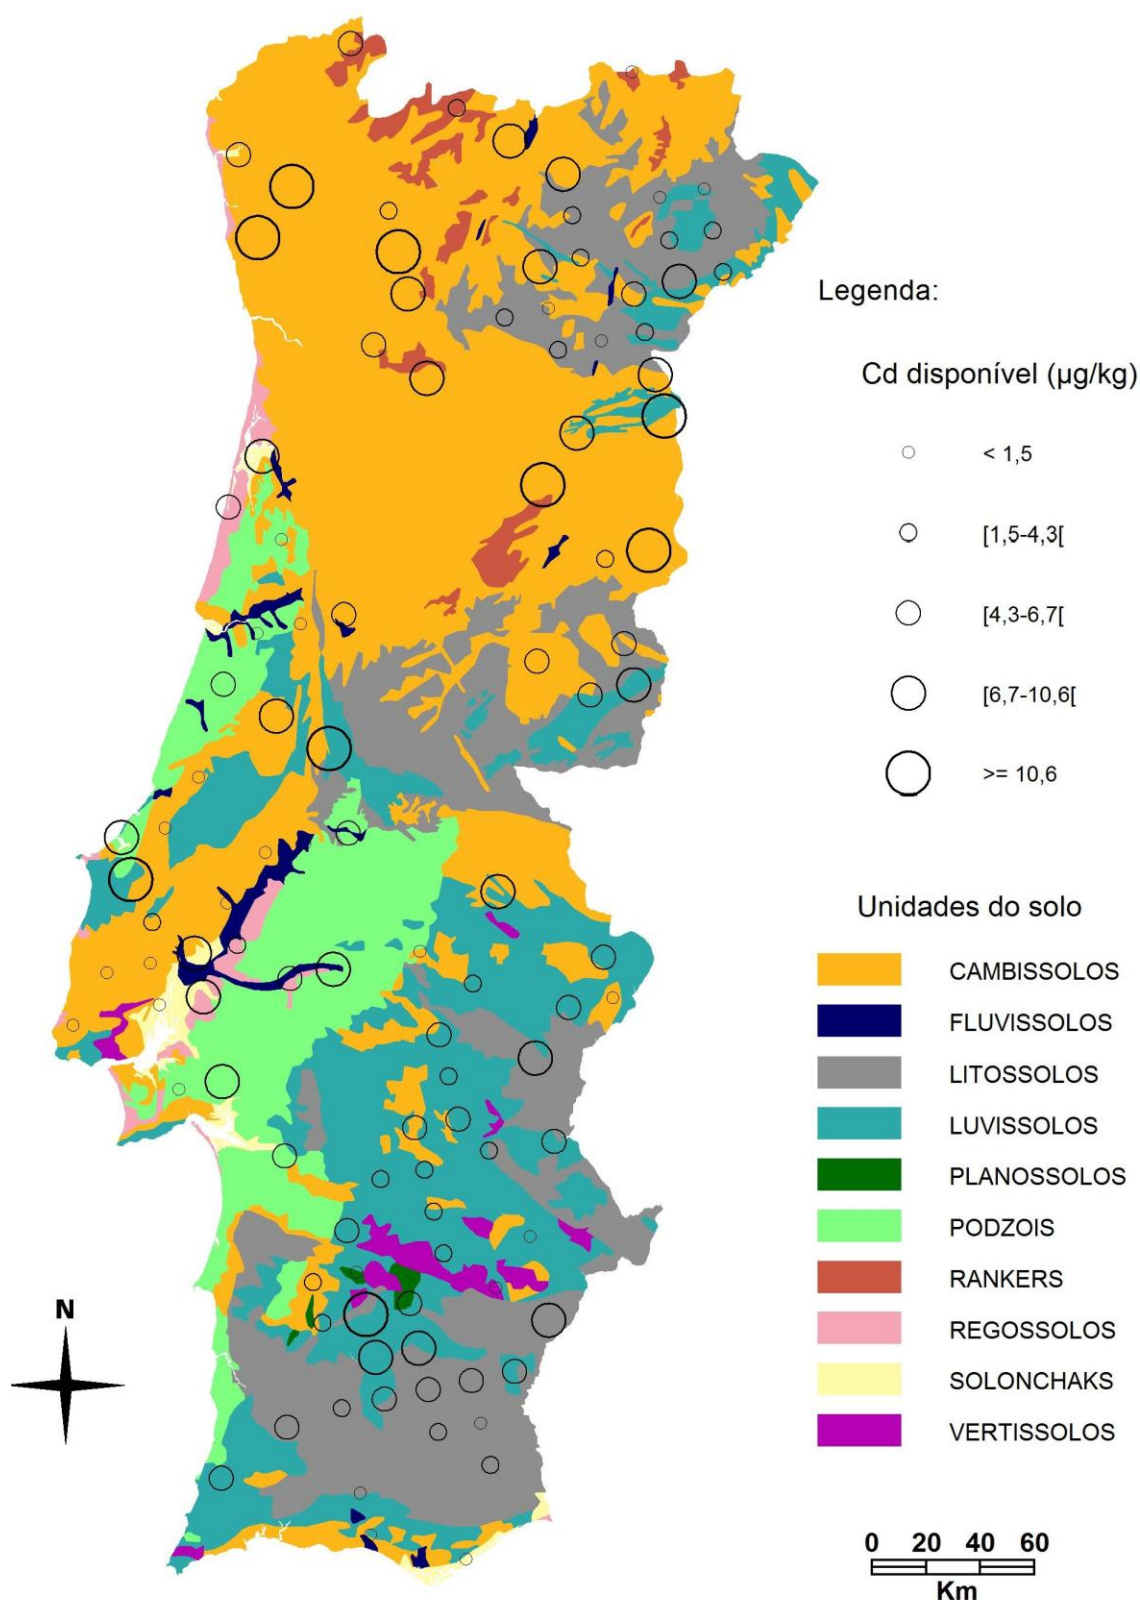 Legenda:
Cd disponível (µg/kg)
< 1,5
[1,5-4,3[
[4,3-6,7[
[6,7-10,6[
>= 10,6
Unidades do solo
CAMBISSOLOS
FLUVISSOLOS
LITOSSOLOS
LUVISSOLOS
PLANOSSOLOS
PODZOIS
RANKERS
REGOSSOLOS
SOLONCHAKS
VERTISSOLOS
N
0 20 40 60
Km